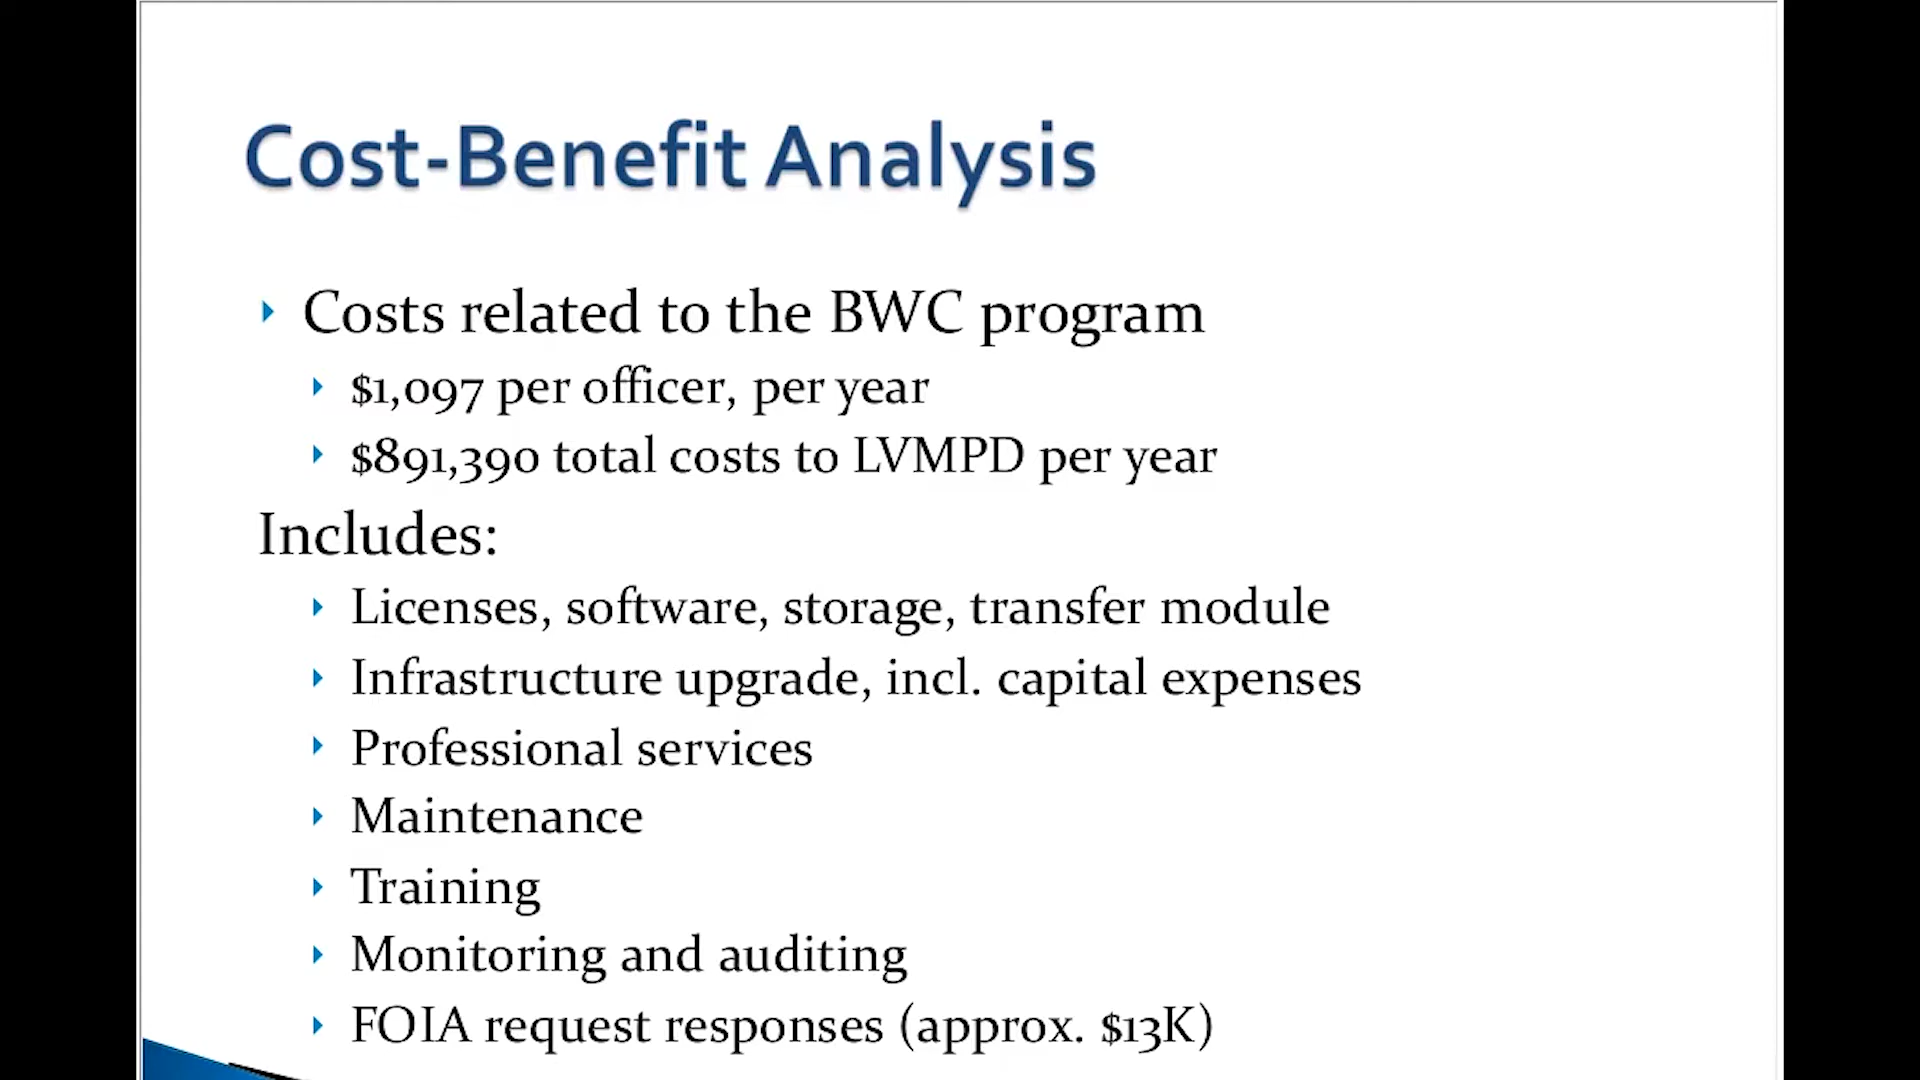 Cost-Benefit Analysis
Costs related to the BWC program
$1,097 per officer, per year
$891,390 total costs to LVMPD per year
Includes:
Licenses, software, storage, transfer module
Infrastructure upgrade, incl. capital expenses
Professional services
Maintenance
Training
Monitoring and auditing
FOIA request responses (approx. $13K)